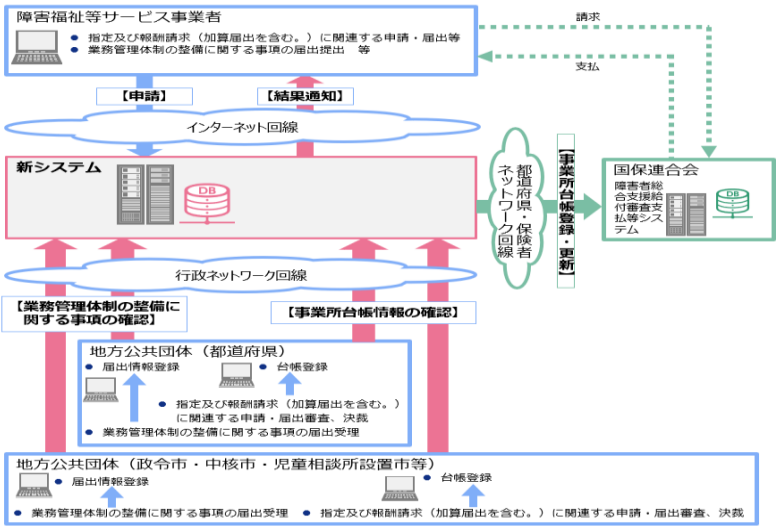 障害福祉等サービス事業者
● 指定及び報酬請求（加算届出を含む。）に関連する申請・届出等
● 業務管理体制の整備に関する事項の届出提出　等
請求
支払
【申請】
【結果通知】
インターネット回線
新システム
DB
都道府県・保険者
ネットワーク回線
【事業所台帳登録・更新】
国保連合会
障害者総
合支援給
付審査支
払等シス
テム
DB
行政ネットワーク回線
【業務管理体制の整備に
関する事項の確認】
【事業所台帳情報の確認】
地方公共団体（都道府県）
● 届出情報登録
● 台帳登録
● 指定及び報酬請求（加算届出を含む。）
に関連する申請・届出審査、決裁
● 業務管理体制の整備に関する事項の届出受理
地方公共団体（政令市・中核市・児童相談所設置市等）
● 届出情報登録
● 台帳登録
● 業務管理体制の整備に関する事項の届出受理
● 指定及び報酬請求（加算届出を含む。）に関連する申請・届出審査、決裁